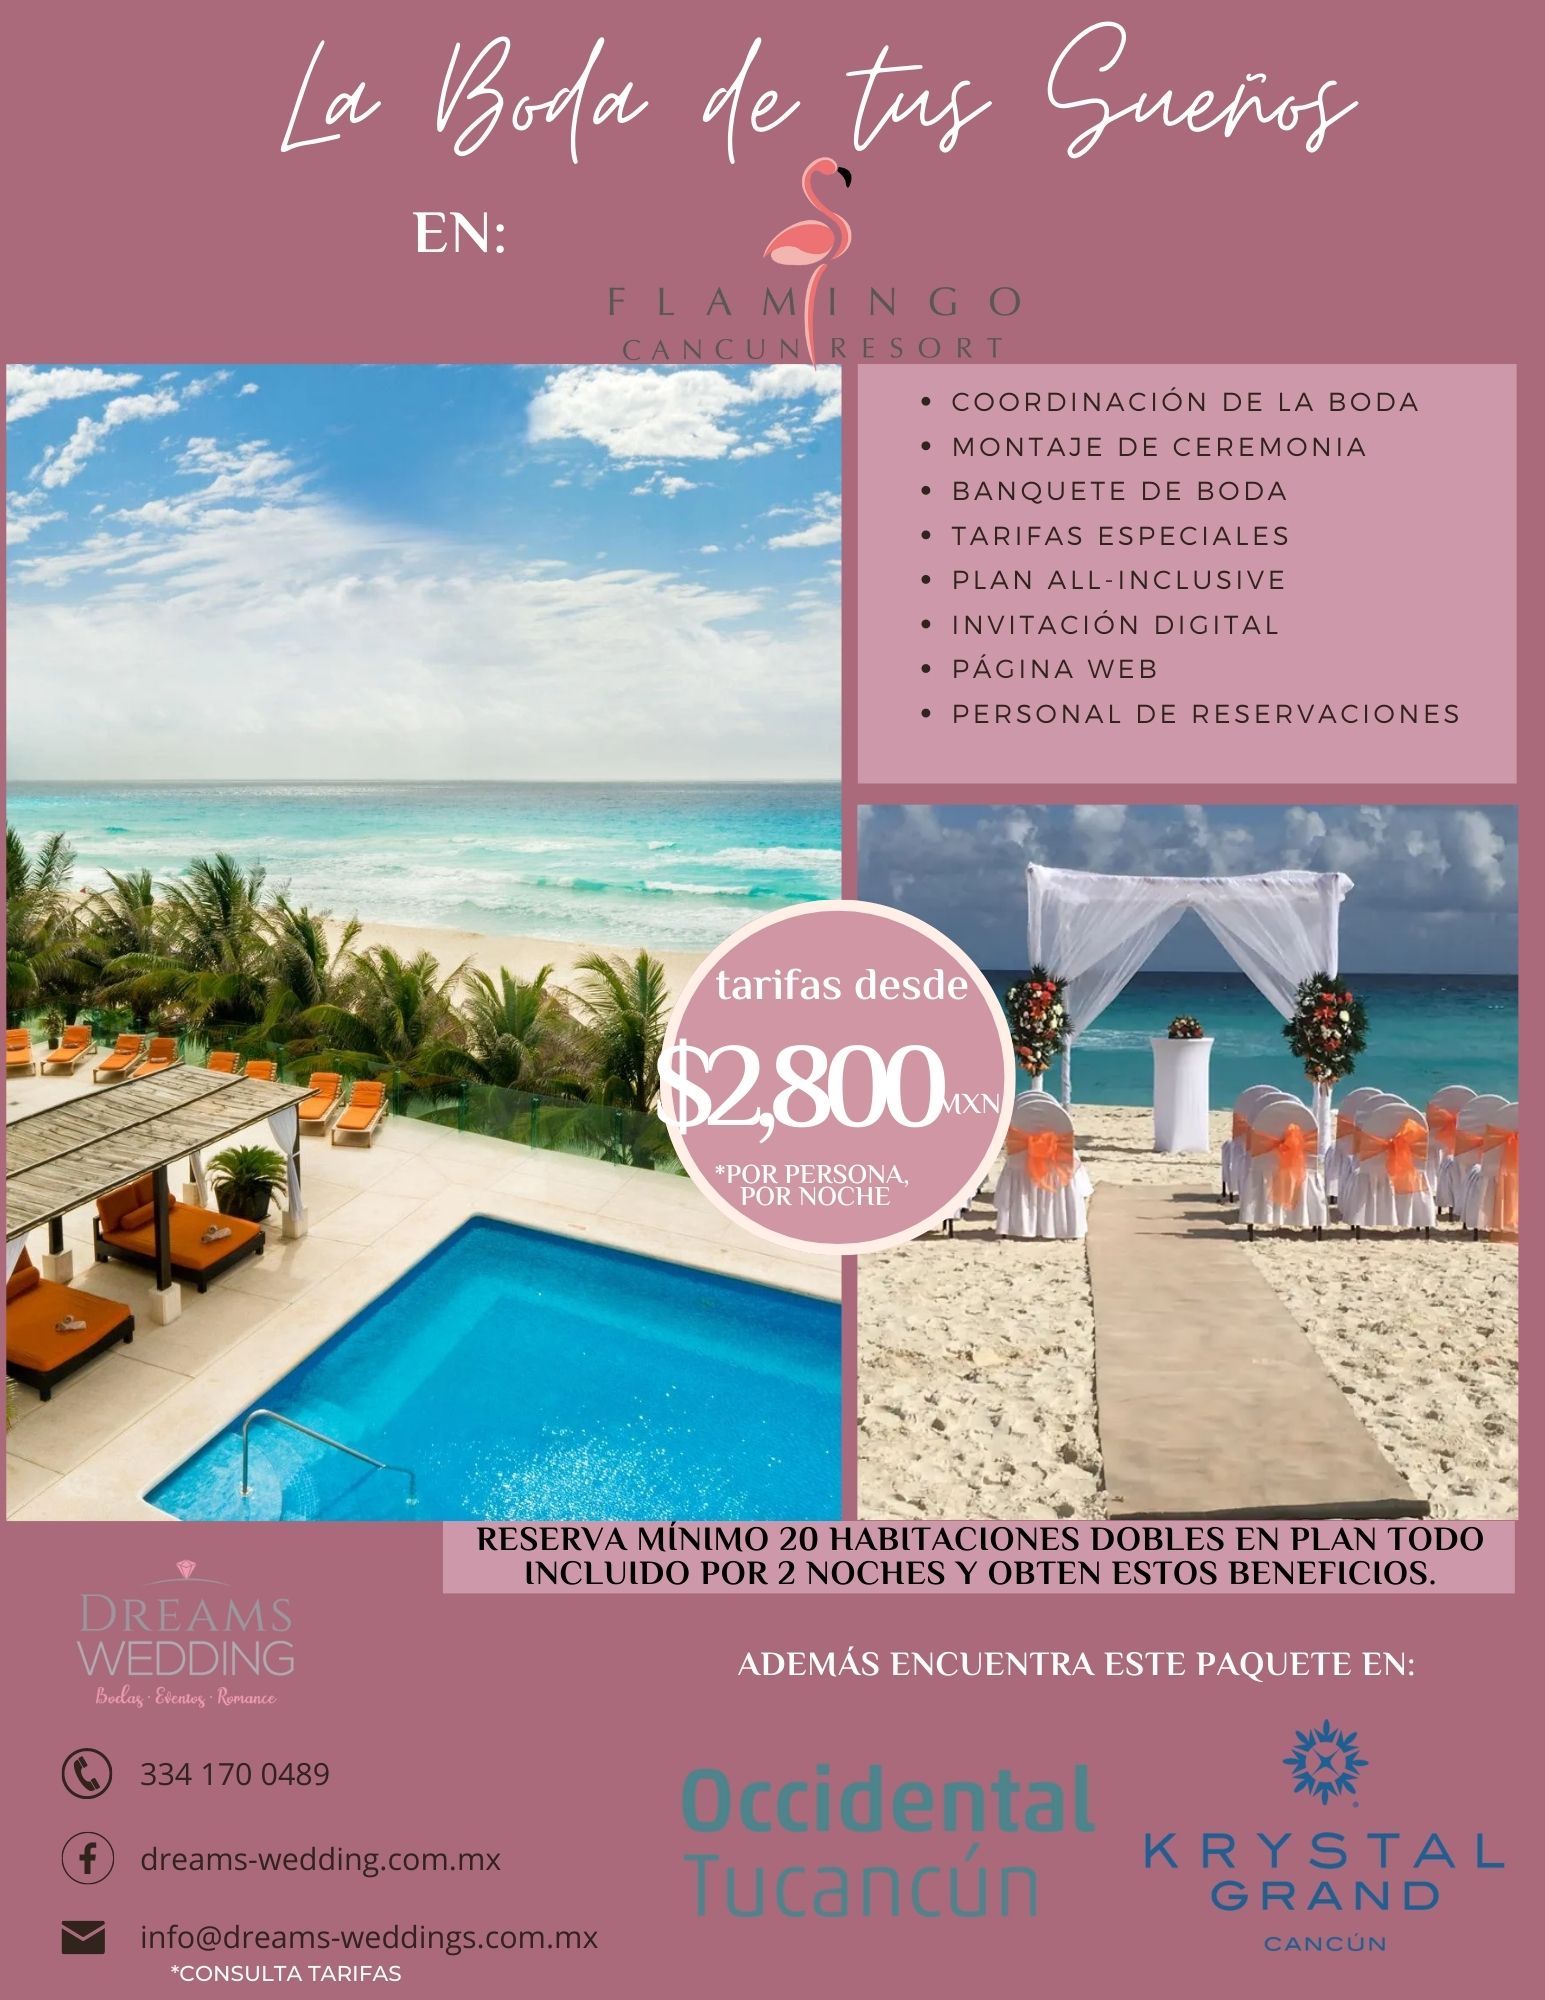 La Boda de tus Sueños
EN:
FLAMINGO
CANCUN RESORT
• COORDINACIÓN DE LA BODA
• MONTAJE DE CEREMONIA
• BANQUETE DE BODA
• TARIFAS ESPECIALES
• PLAN ALL-INCLUSIVE
• INVITACIÓN DIGITAL
• PÁGINA WEB
• PERSONAL DE RESERVACIONES
tarifas desde
$2,800 MXN
*POR PERSONA,
POR NOCHE
RESERVA MÍNIMO 20 HABITACIONES DOBLES EN PLAN TODO
INCLUIDO POR 2 NOCHES Y OBTEN ESTOS BENEFICIOS.
DREAMS
WEDDING
Bodas · Eventos · Romance
334 170 0489
dreams-wedding.com.mx
info@dreams-weddings.com.mx
*CONSULTA TARIFAS
ADEMÁS ENCUENTRA ESTE PAQUETE EN:
Occidental
Tucancún
KRYSTAL
GRAND
CANCÚN